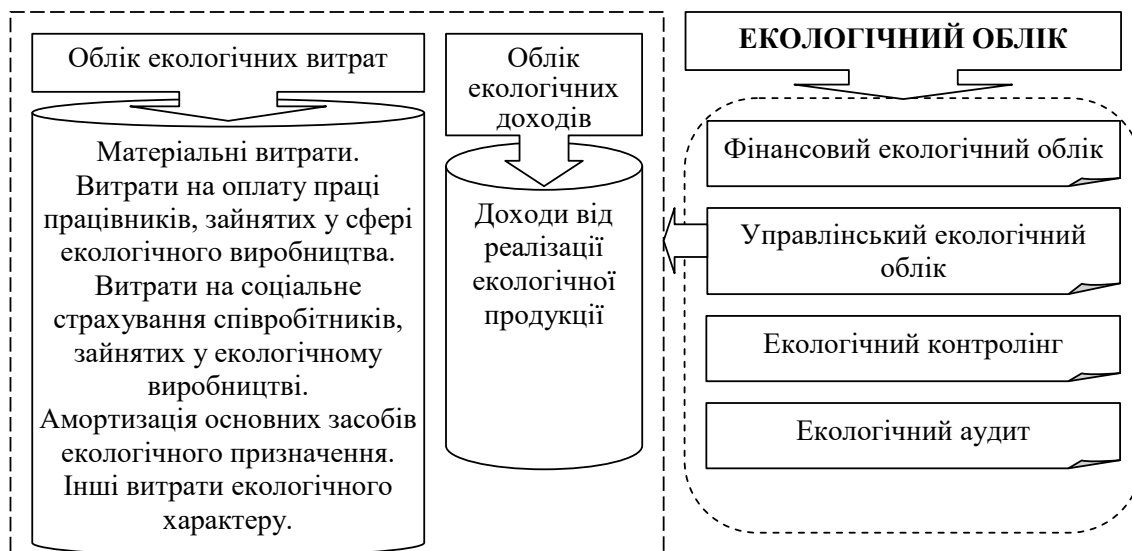 Облік екологічних витрат
Матеріальні витрати.
Витрати на оплату праці
працівників, зайнятих у сфері
екологічного виробництва.
Витрати на соціальне
страхування співробітників,
зайнятих у екологічному
виробництві.
Амортизація основних засобів
екологічного призначення.
Інші витрати екологічного
характеру.
Облік
екологічних
доходів
Доходи від
реалізації
екологічної
продукції
ЕКОЛОГІЧНИЙ ОБЛІК
Фінансовий екологічний облік
Управлінський екологічний
облік
Екологічний контролінг
Екологічний аудит